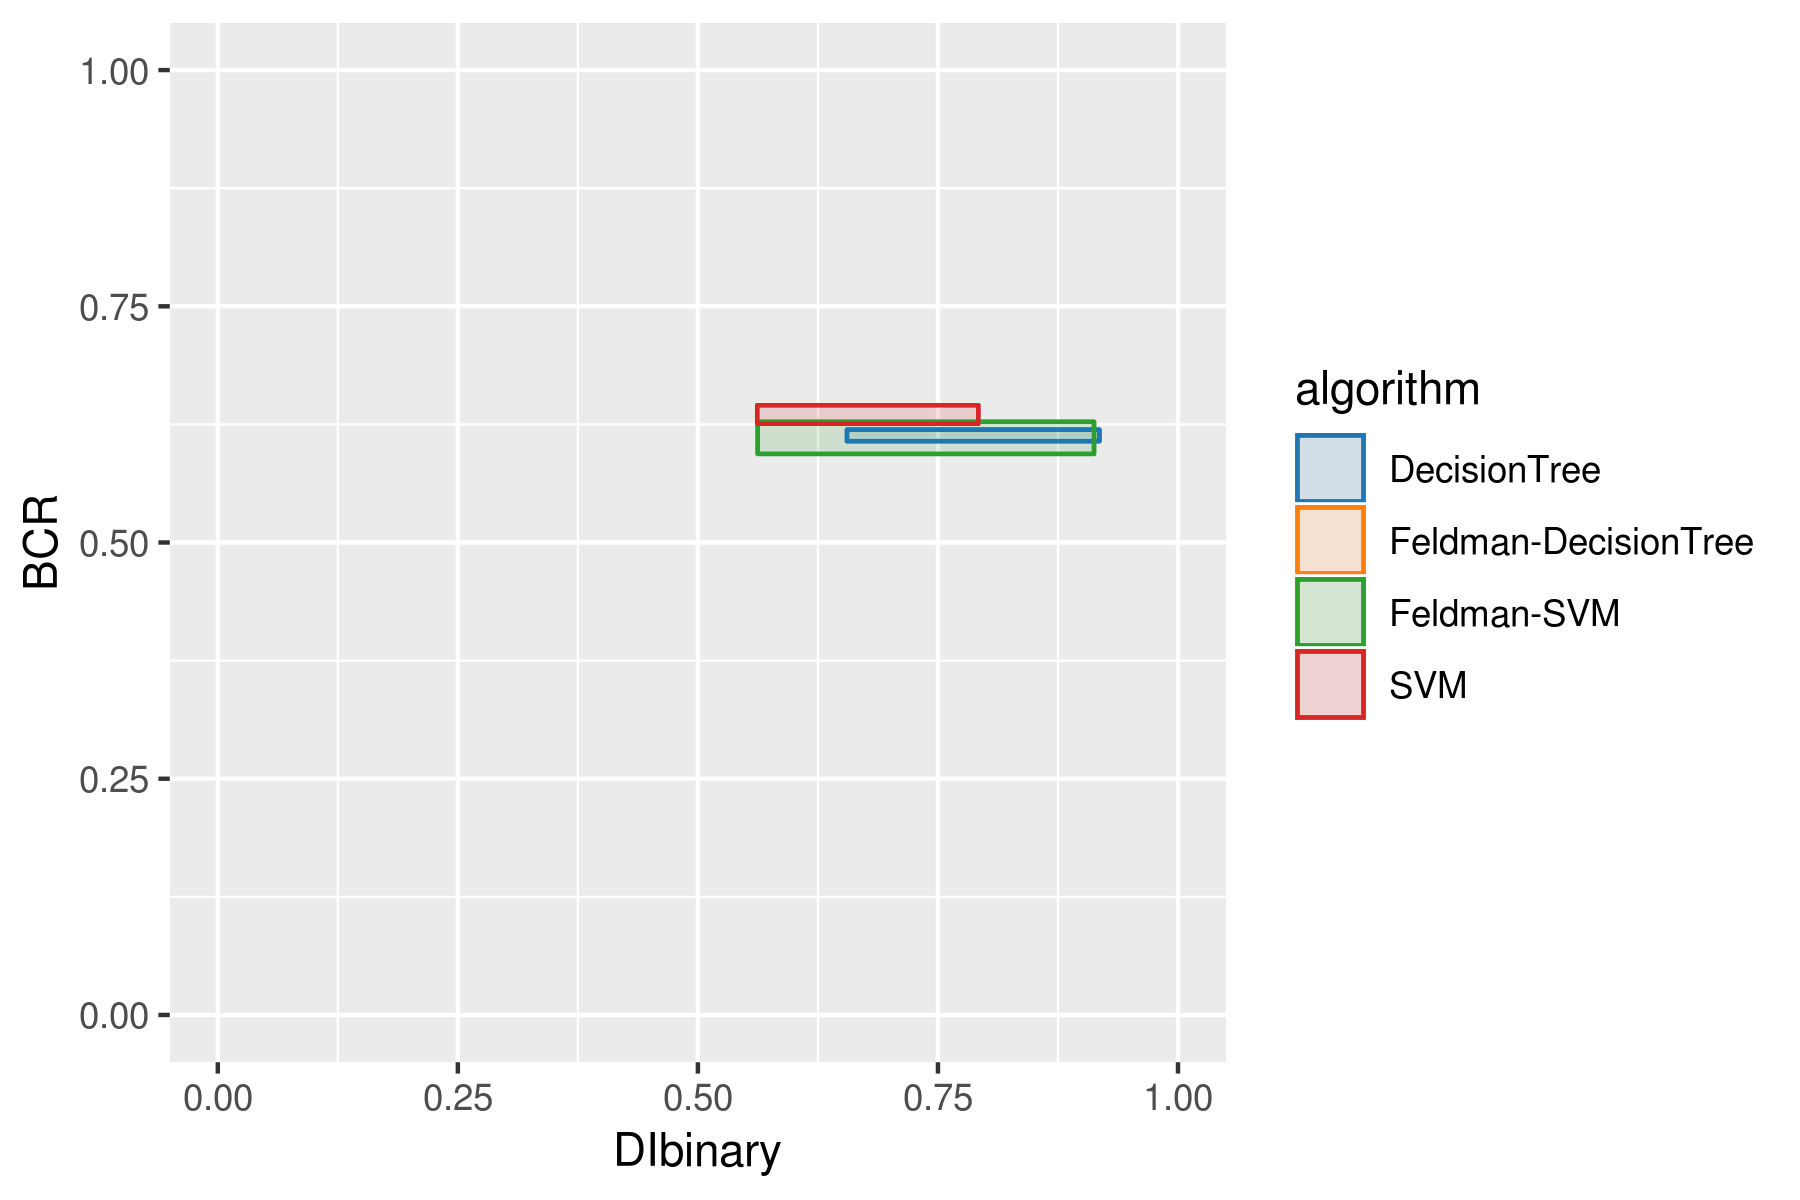 1.00
0.75
0.50
0.25
0.00
BCR
0.00 0.25 0.50 0.75 1.00
DIbinary
algorithm
DecisionTree
Feldman-DecisionTree
Feldman-SVM
SVM